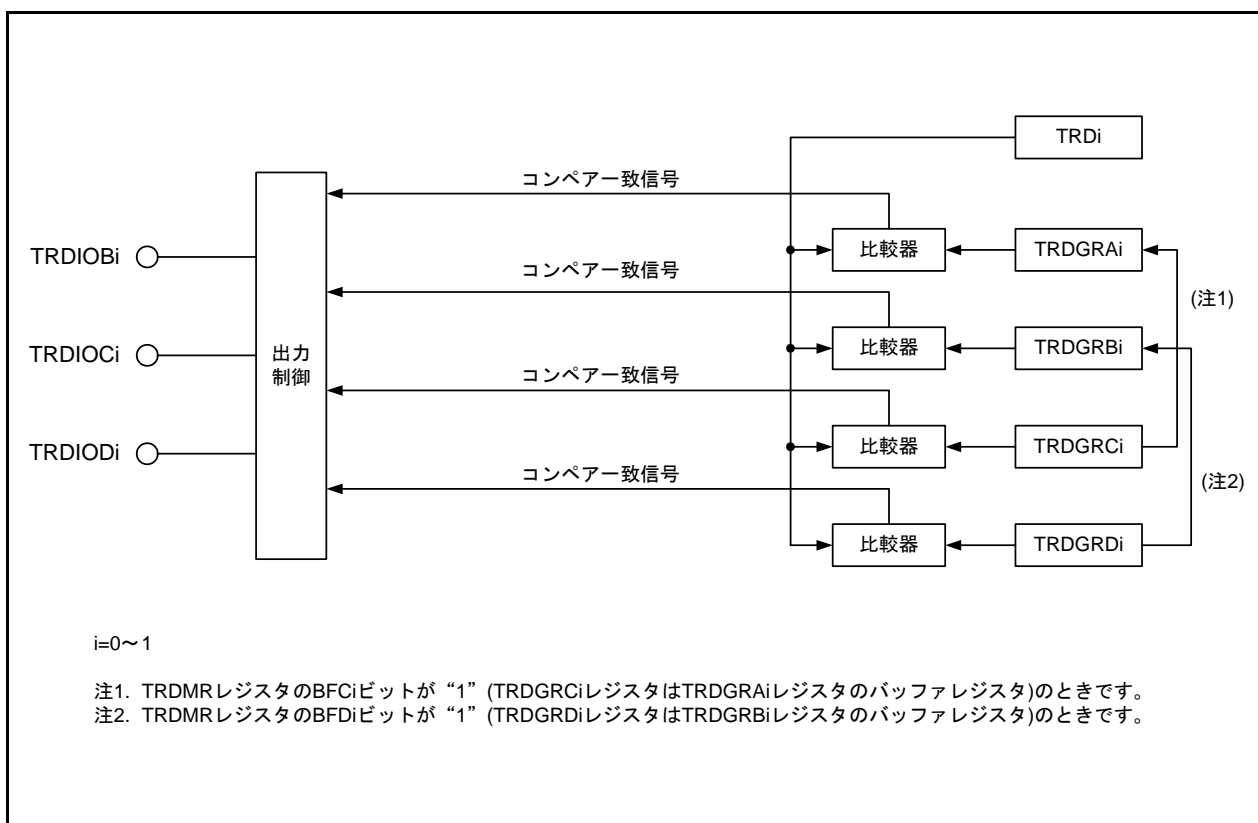 TRDi
コンペア一致信号
比較器
TRDGRAi
TRDIOBi
(注1)
コンペア一致信号
比較器
TRDGRBi
TRDIOCi
出力
制御
コンペア一致信号
比較器
TRDGRCi
TRDIODi
(注2)
コンペア一致信号
比較器
TRDGRDi
i=0～1
注1. TRDMRレジスタのBFCiビットが“1”(TRDGRCiレジスタはTRDGRAiレジスタのバッファレジスタ)のときです。
注2. TRDMRレジスタのBFDiビットが“1”(TRDGRDiレジスタはTRDGRBiレジスタのバッファレジスタ)のときです。